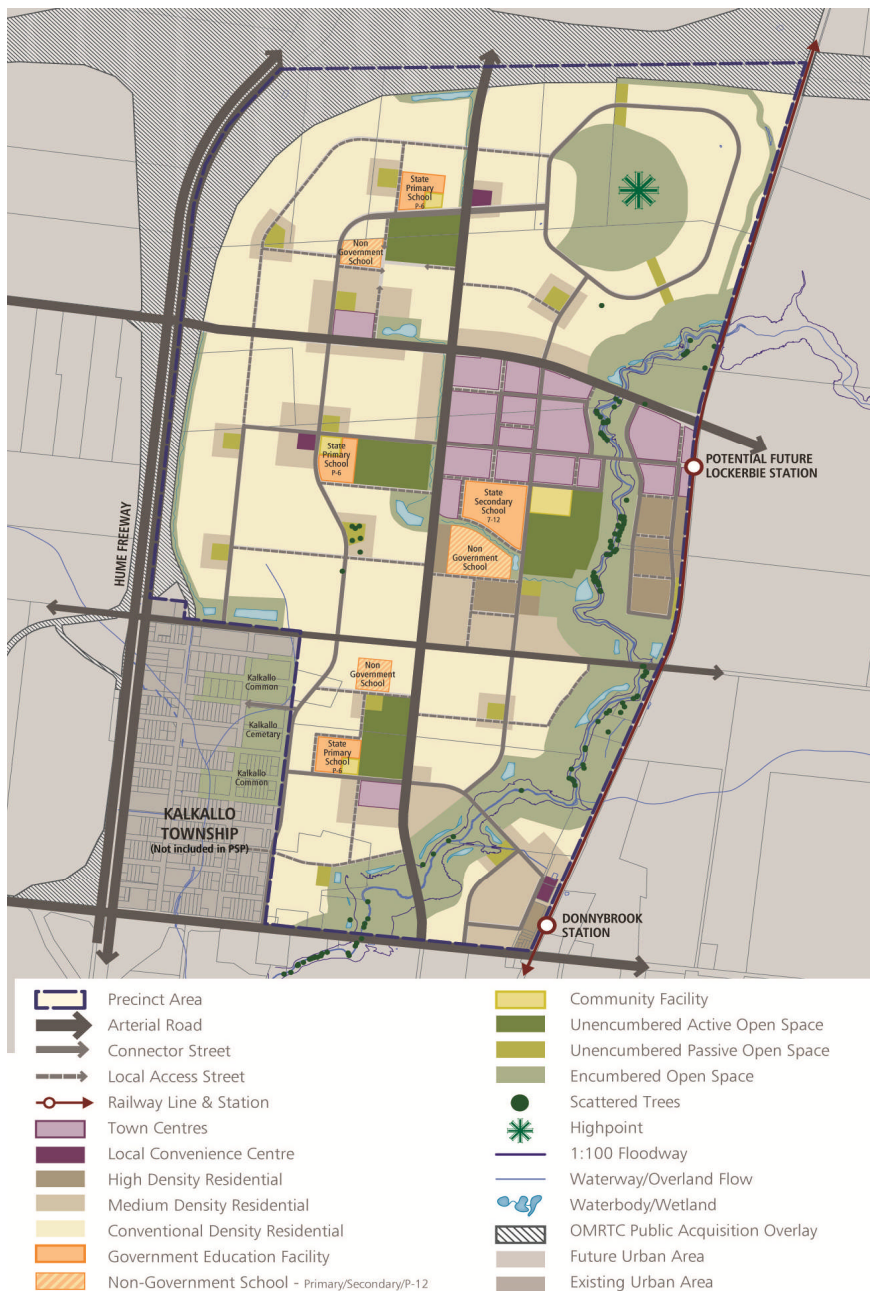 State
Primary
School
P-6
Non
Government
School
POTENTIAL FUTURE
LOCKERBIE STATION
State
Primary
School
P-6
State
Secondary
School
7-12
Non
Government
School
HUME FREEWAY
Kalkallo
Common
Kalkallo
Cemetary
Kalkallo
Common
Non
Government
School
State
Primary
School
P-6
KALKALLO
TOWNSHIP
(Not included in PSP)
DONNYBROOK
STATION
Precinct Area
Arterial Road
Connector Street
Local Access Street
Railway Line & Station
Town Centres
Local Convenience Centre
High Density Residential
Medium Density Residential
Conventional Density Residential
Government Education Facility
Non-Government School - Primary/Secondary/P-12
Community Facility
Unencumbered Active Open Space
Unencumbered Passive Open Space
Encumbered Open Space
Scattered Trees
Highpoint
1:100 Floodway
Waterway/Overland Flow
Waterbody/Wetland
OMRTC Public Acquisition Overlay
Future Urban Area
Existing Urban Area